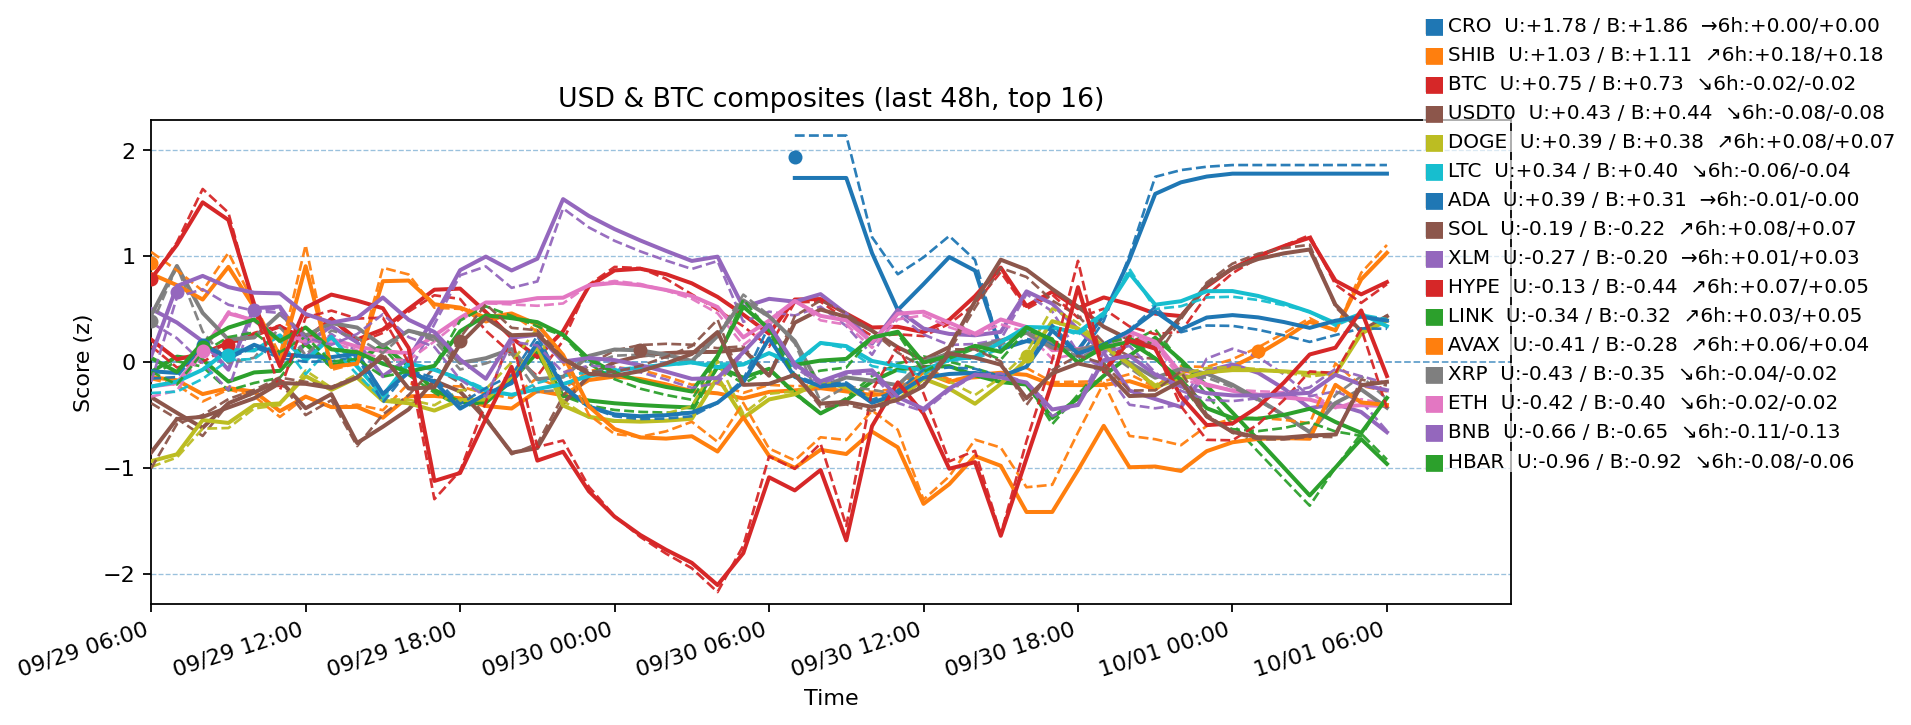 CRO U:+1.78 / B:+1.86 →6h:+0.00/+0.00
SHIB U:+1.03 / B:+1.11 ↗6h:+0.18/+0.18
BTC U:+0.75 / B:+0.73 ↘6h:-0.02/-0.02
USDT0 U:+0.43 / B:+0.44 ↘6h:-0.08/-0.08
DOGE U:+0.39 / B:+0.38 ↗6h:+0.08/+0.07
LTC U:+0.34 / B:+0.40 ↘6h:-0.06/-0.04
ADA U:+0.39 / B:+0.31 →6h:-0.01/-0.00
SOL U:-0.19 / B:-0.22 ↗6h:+0.08/+0.07
XLM U:-0.27 / B:-0.20 →6h:+0.01/+0.03
HYPE U:-0.13 / B:-0.44 ↗6h:+0.07/+0.05
LINK U:-0.34 / B:-0.32 ↗6h:+0.03/+0.05
AVAX U:-0.41 / B:-0.28 ↗6h:+0.06/+0.04
XRP U:-0.43 / B:-0.35 ↘6h:-0.04/-0.02
ETH U:-0.42 / B:-0.40 ↘6h:-0.02/-0.02
BNB U:-0.66 / B:-0.65 ↘6h:-0.11/-0.13
HBAR U:-0.96 / B:-0.92 ↘6h:-0.08/-0.06
USD & BTC composites (last 48h, top 16)
Score (z)
2
1
0
−1
−2
09/29 06:00
09/29 12:00
09/29 18:00
09/30 00:00
09/30 06:00
09/30 12:00
09/30 18:00
10/01 00:00
10/01 06:00
Time